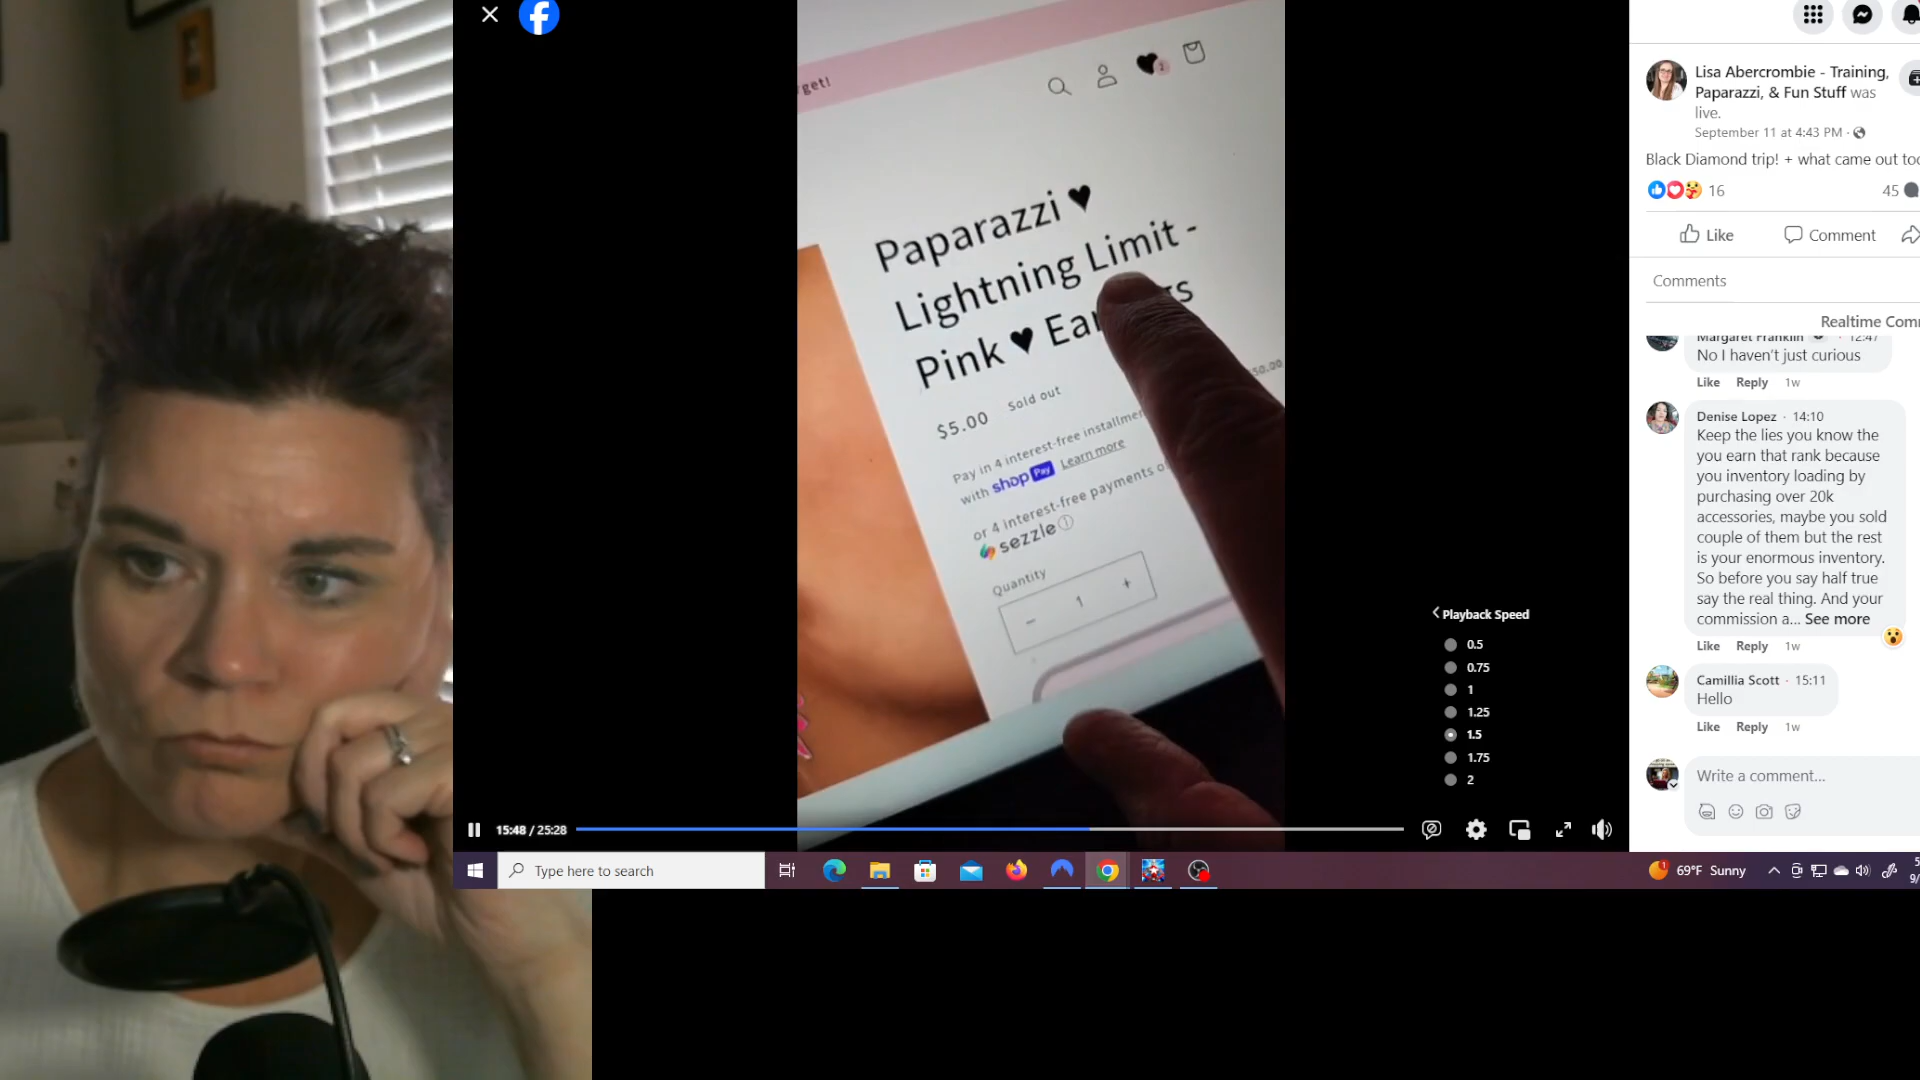 rget!
1
Paparazzi ♥
Lightning Limit -
Pink ♥
$5.00 Sold out
Pay in 4 interest-free
with shop Pay Learn more
or 4 interest-free payments
sezzle
Quantity
− 1 +
Playback Speed
0.5
0.75
1
1.25
1.5
1.75
2
15:48 / 25:28
Lisa Abercrombie - Training,
Paparazzi, & Fun Stuff was
live.
September 11 at 4:43 PM ·
Black Diamond trip! + what came out
16
45
Like
Comment
Comments
Realtime
Margaret Franklin · 12:47
No I haven't just curious
Like Reply 1w
Denise Lopez · 14:10
Keep the lies you know the
you earn that rank because
you inventory loading by
purchasing over 20k
accessories, maybe you sold
couple of them but the rest
is your enormous inventory.
So before you say half true
say the real thing. And your
commission a... See more
Like Reply 1w
Camillia Scott · 15:11
Hello
Like Reply 1w
Write a comment...
Type here to search
1
69°F Sunny